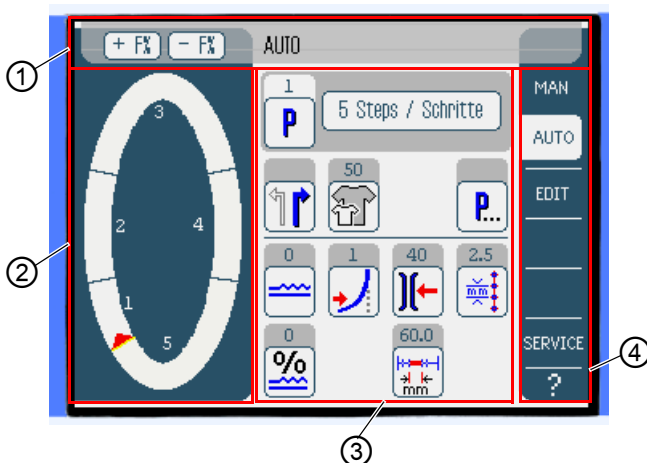 + F% - F% AUTO
1
P 5 Steps / Schritte
50
P...
0 1 40 2.5
mm
0 60.0
%
mm
3
2 4
1
5
MAN
AUTO
EDIT
SERVICE
?
1
2
3
4